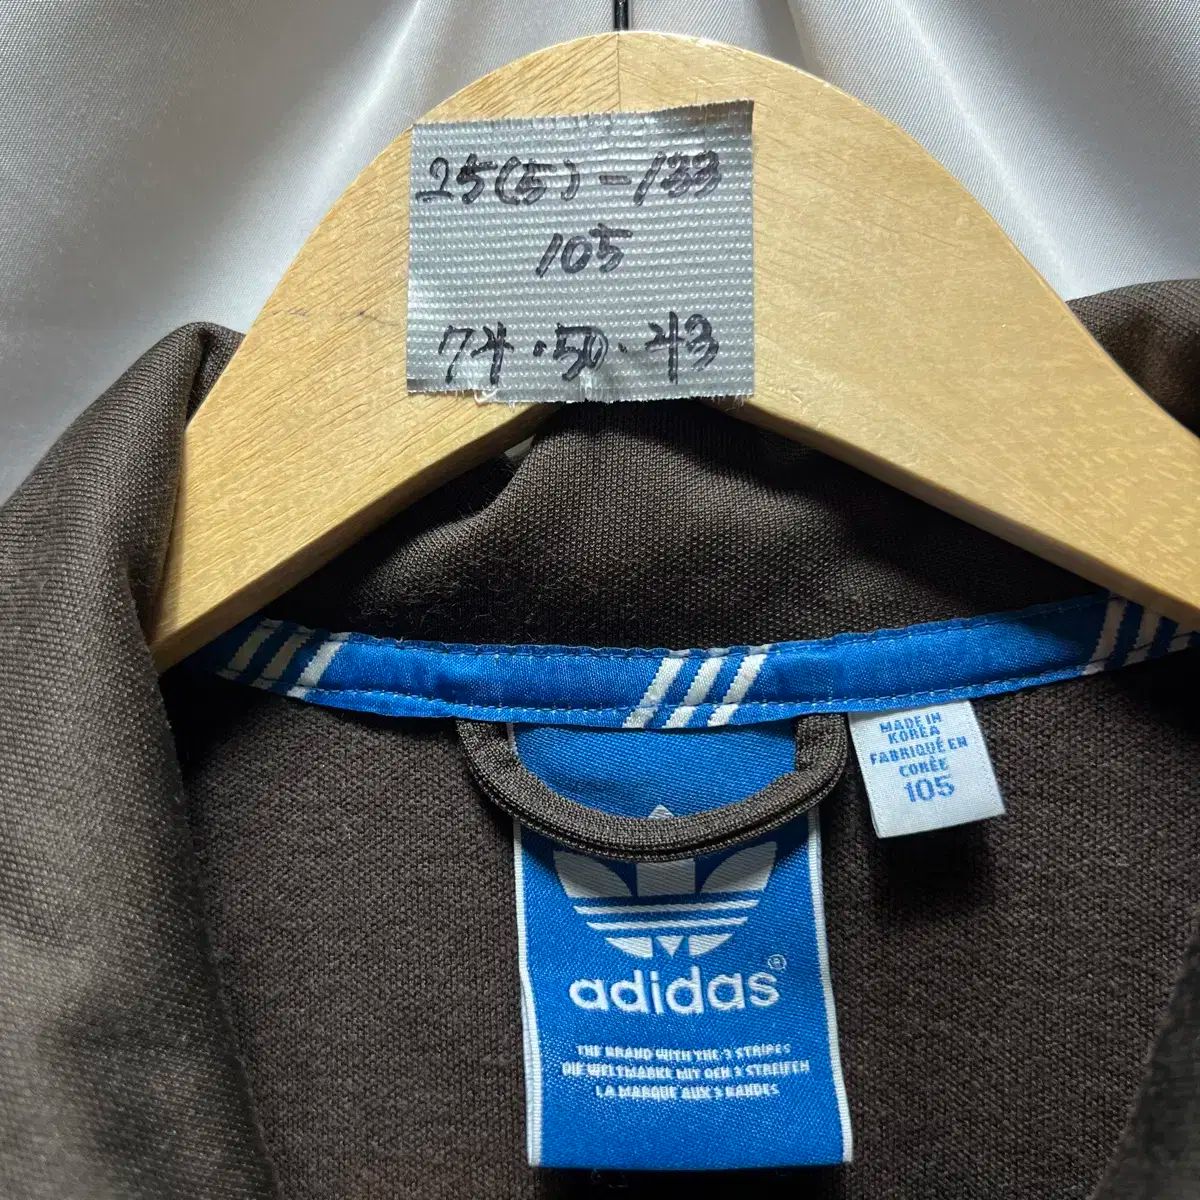 25(5)-133
105
74.50.43
MADE IN
KOREA
FABRIQUÉ EN
CORÉE
105
adidas®
THE BRAND WITH THE 3 STRIPES
DIE WELTMARKE MIT DEN 3 STREIFEN
LA MARQUE AUX 3 BANDES